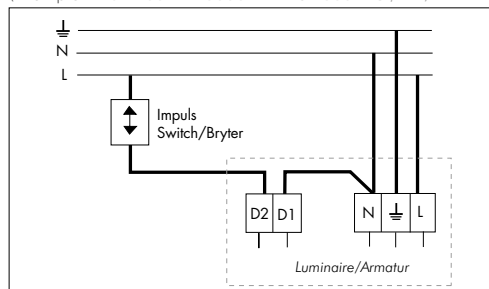 N
L
Impuls
Switch/Bryter
D2 D1 N L
Luminaire/Armatur